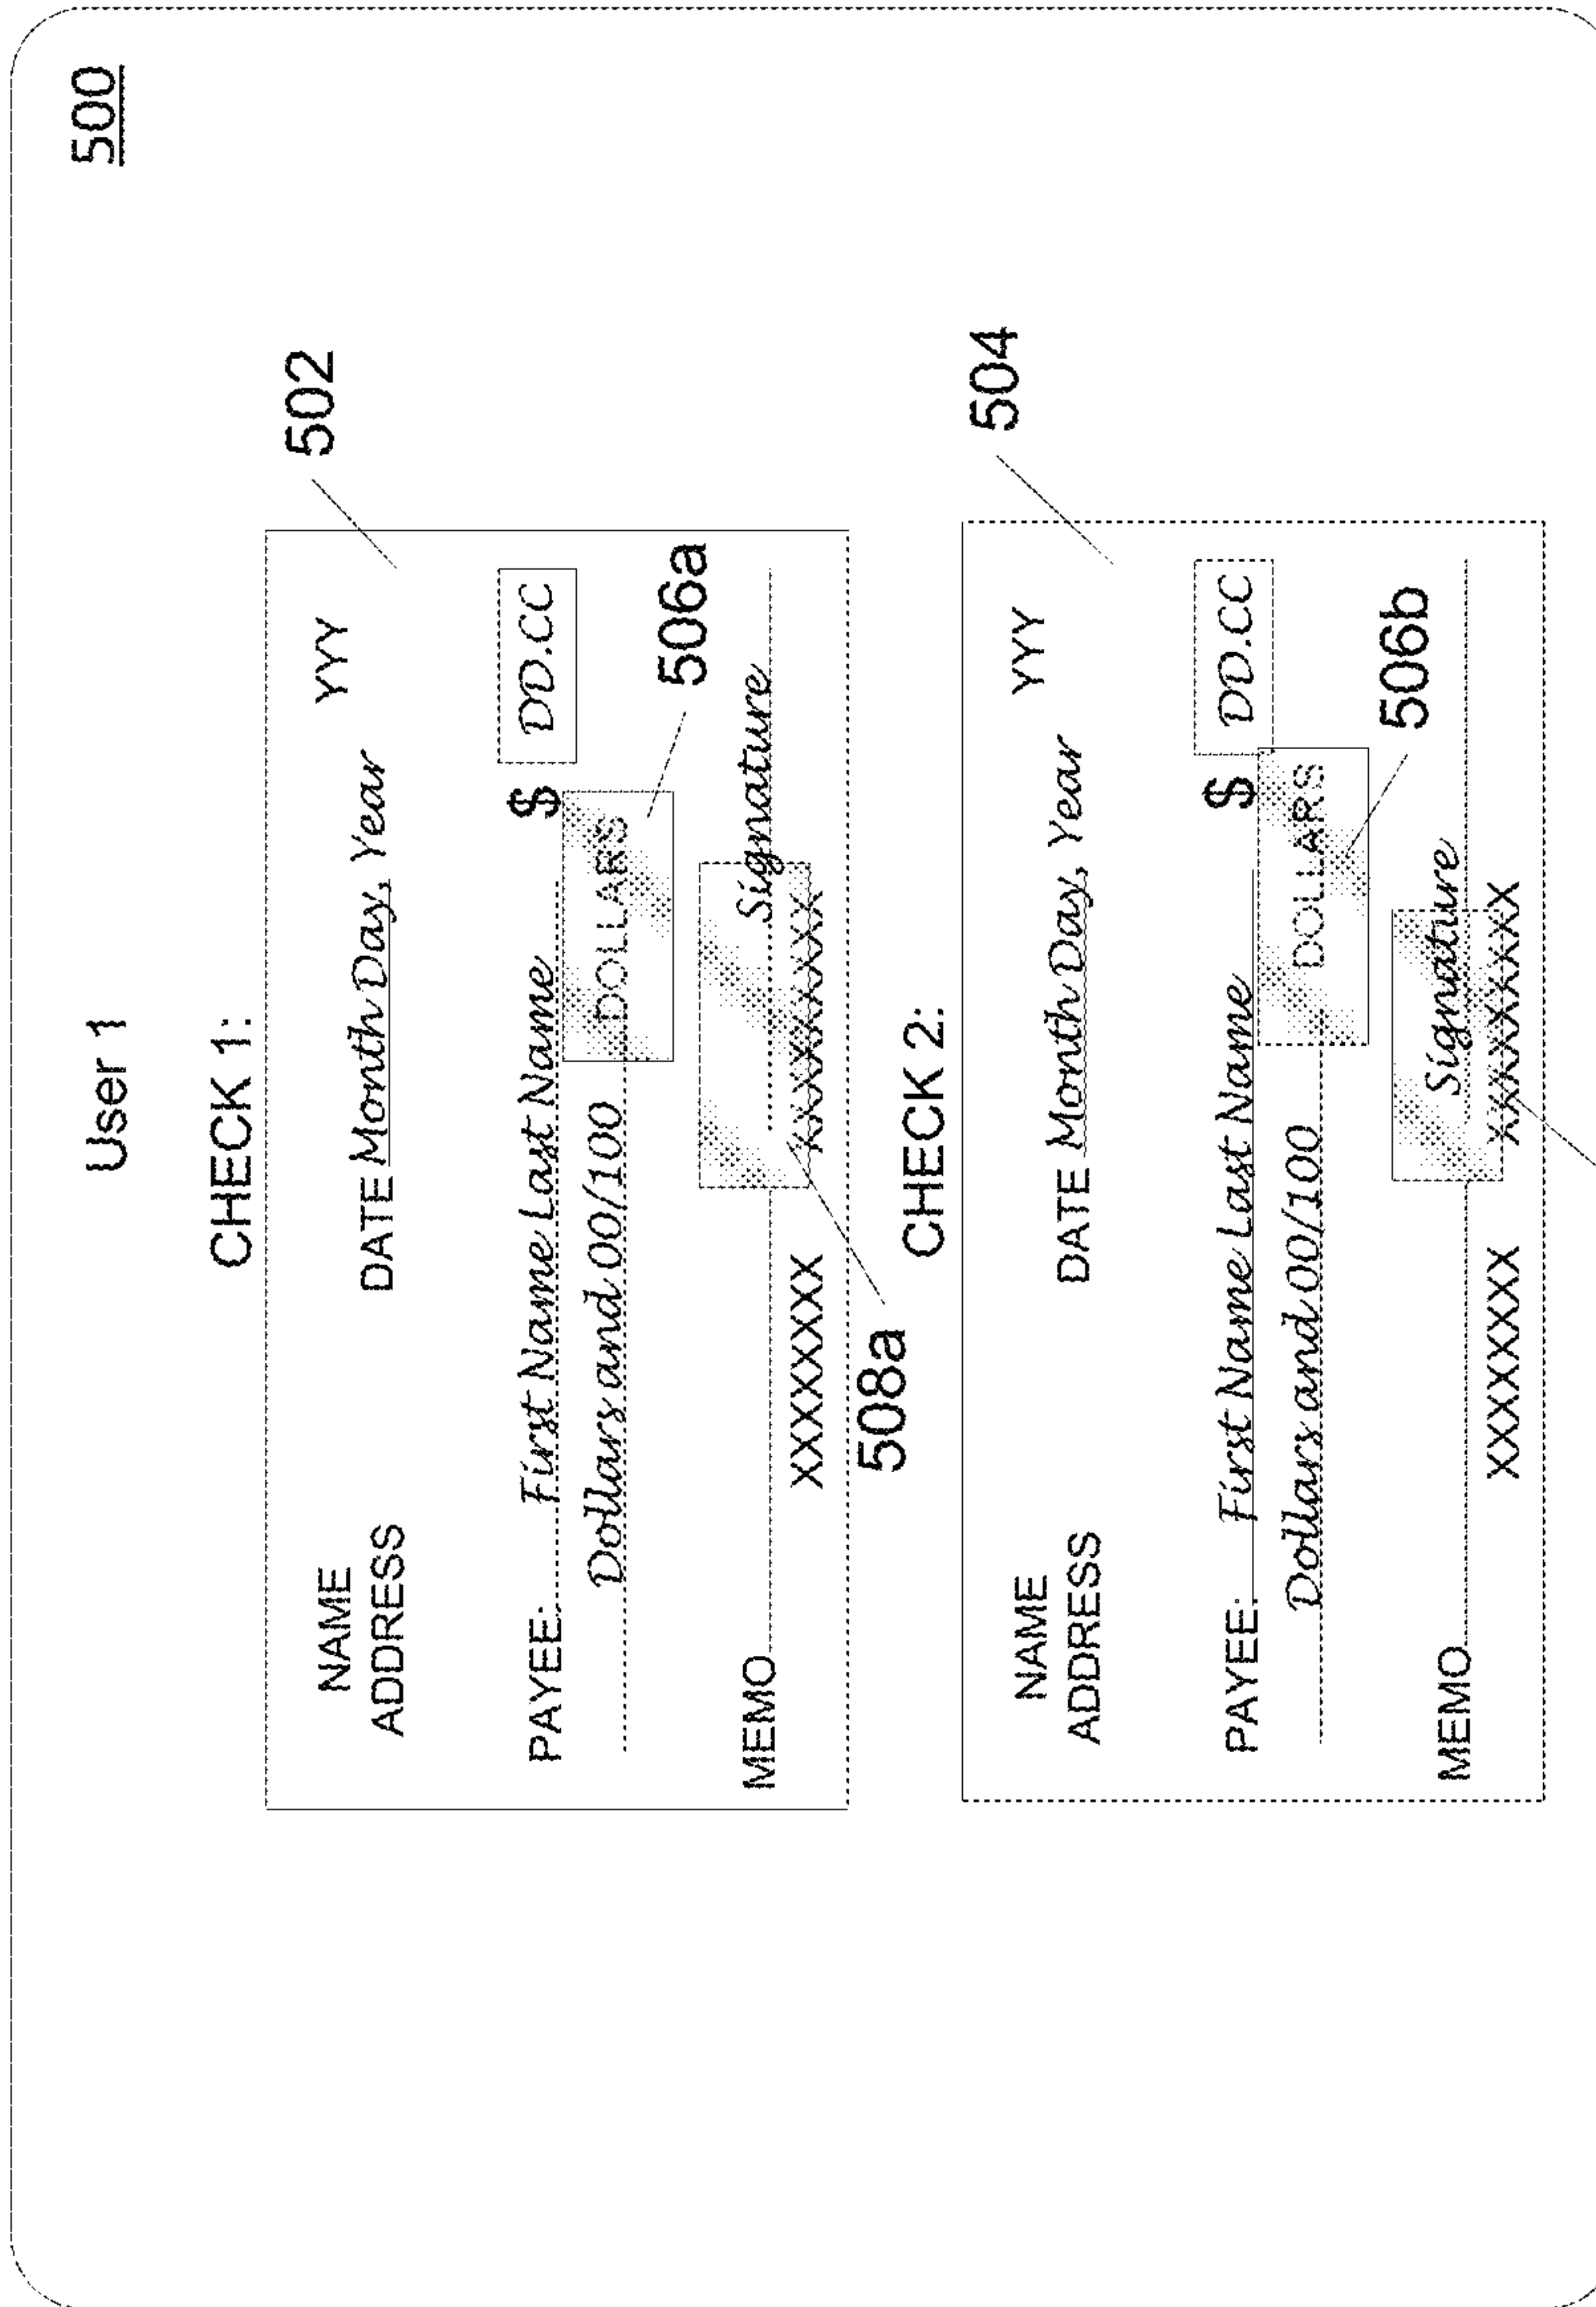 500
User 1
CHECK 1:
502
NAME
ADDRESS
YYY
DATE Month Day, Year
PAYEE: First Name Last Name $ DD.CC
Dollars and 00/100 DOLLARS
506a
MEMO Signature
XXXXXXX XXXXXXXX
508a
CHECK 2:
504
NAME
ADDRESS
YYY
DATE Month Day, Year
PAYEE: First Name Last Name $ DD.CC
Dollars and 00/100 DOLLARS
506b
MEMO Signature
XXXXXXX XXXXXXXX